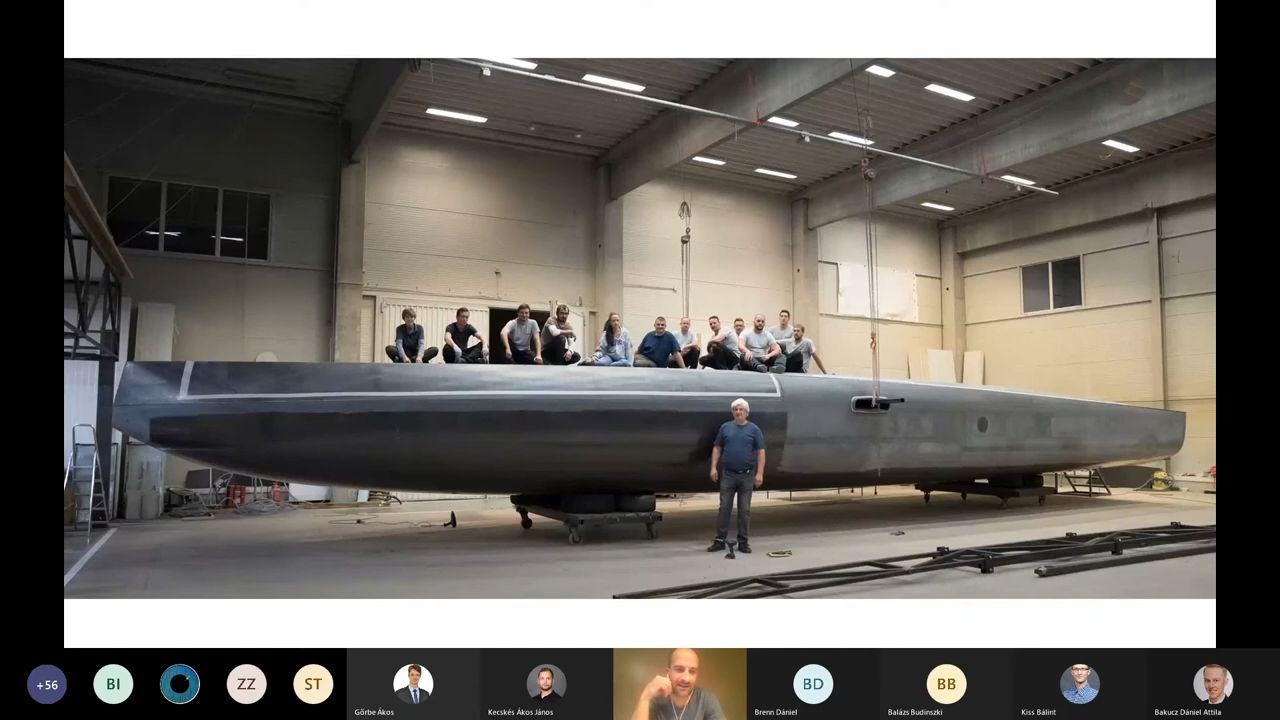 +56
BI
ZZ
ST
Görbe Ákos
Kecskés Ákos János
BD
Brenn Dániel
BB
Balázs Budinszki
Kiss Bálint
Bakucz Dániel Attila